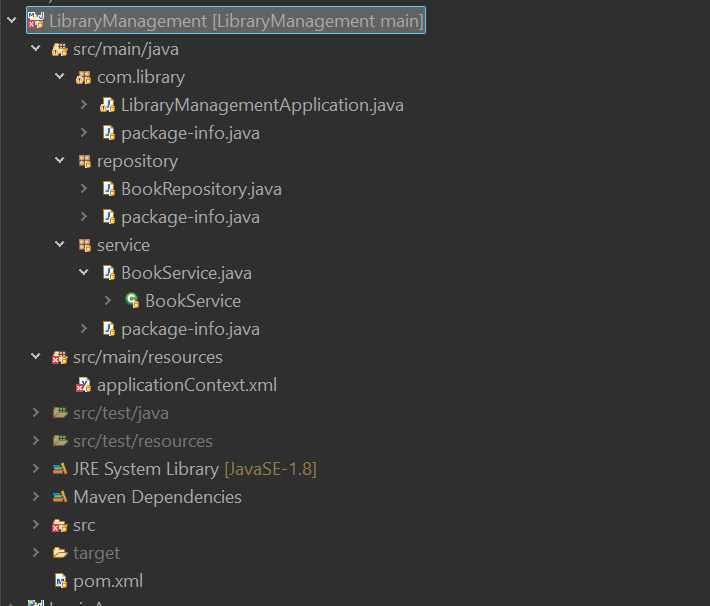 LibraryManagement [LibraryManagement main]
src/main/java
com.library
LibraryManagementApplication.java
package-info.java
repository
BookRepository.java
package-info.java
service
BookService.java
BookService
package-info.java
src/main/resources
applicationContext.xml
src/test/java
src/test/resources
JRE System Library [JavaSE-1.8]
Maven Dependencies
src
target
pom.xml